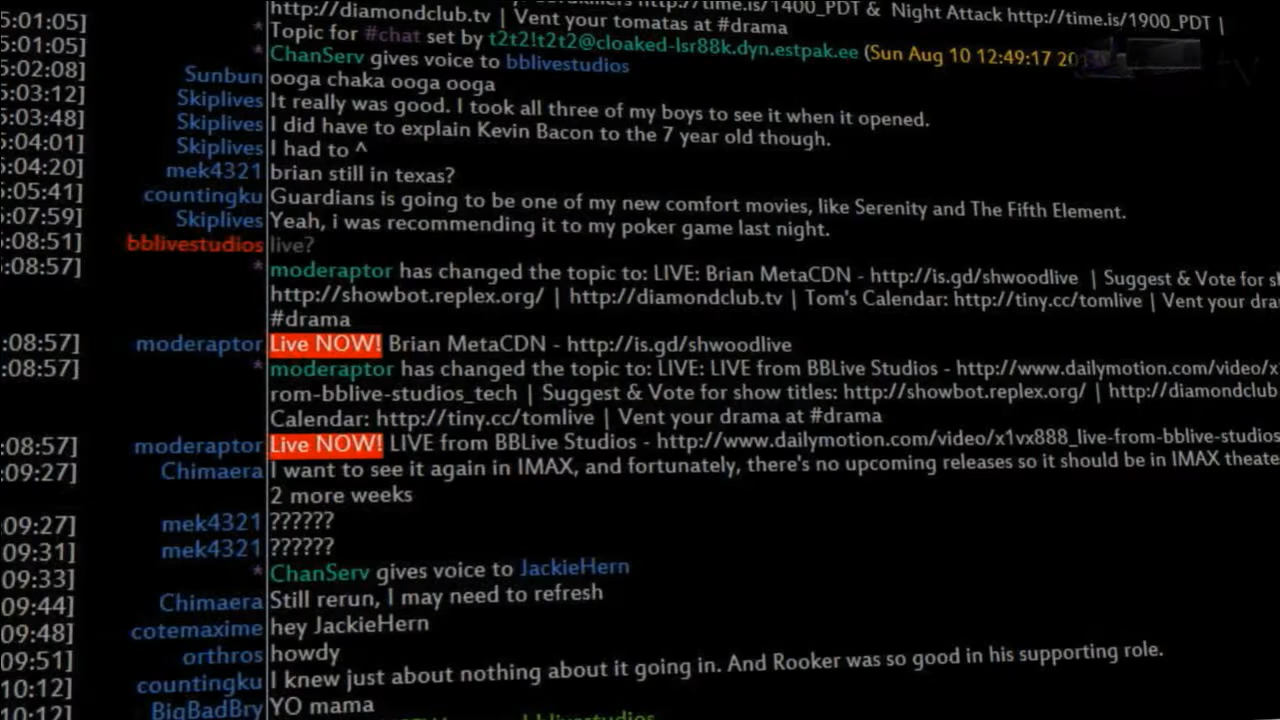 http://time.is/1400_PDT & Night Attack http://time.is/1900_PDT |
5:01:05] http://diamondclub.tv | Vent your tomatas at #drama
5:01:05] * Topic for #chat set by t2t2!t2t2@cloaked-lsr88k.dyn.estpak.ee (Sun Aug 10 12:49:17 20
5:02:08] * ChanServ gives voice to bblivestudios
5:03:12] Sunbun ooga chaka ooga ooga
5:03:48] Skiplives It really was good. I took all three of my boys to see it when it opened.
5:04:01] Skiplives I did have to explain Kevin Bacon to the 7 year old though.
5:04:20] Skiplives I had to ^
5:05:41] mek4321 brian still in texas?
5:07:59] countingku Guardians is going to be one of my new comfort movies, like Serenity and The Fifth Element.
:08:51] Skiplives Yeah, i was recommending it to my poker game last night.
:08:57] bblivestudios live?
* moderaptor has changed the topic to: LIVE: Brian MetaCDN - http://is.gd/shwoodlive | Suggest & Vote for s
http://showbot.replex.org/ | http://diamondclub.tv | Tom's Calendar: http://tiny.cc/tomlive | Vent your dra
#drama
:08:57] moderaptor Live NOW! Brian MetaCDN - http://is.gd/shwoodlive
:08:57] moderaptor has changed the topic to: LIVE: LIVE from BBLive Studios - http://www.dailymotion.com/video/x
rom-bblive-studios_tech | Suggest & Vote for show titles: http://showbot.replex.org/ | http://diamondclub
Calendar: http://tiny.cc/tomlive | Vent your drama at #drama
:08:57] moderaptor Live NOW! LIVE from BBLive Studios - http://www.dailymotion.com/video/x1vx888_live-from-bblive-studios
:09:27] Chimaera I want to see it again in IMAX, and fortunately, there's no upcoming releases so it should be in IMAX theate
2 more weeks
09:27] mek4321 ??????
09:31] mek4321 ??????
09:33] * ChanServ gives voice to JackieHern
09:44] Chimaera Still rerun, I may need to refresh
09:48] cotemaxime hey JackieHern
09:51] orthros howdy
10:12] countingku I knew just about nothing about it going in. And Rooker was so good in his supporting role.
10:12] BigBadBry YO mama
bblivestudios